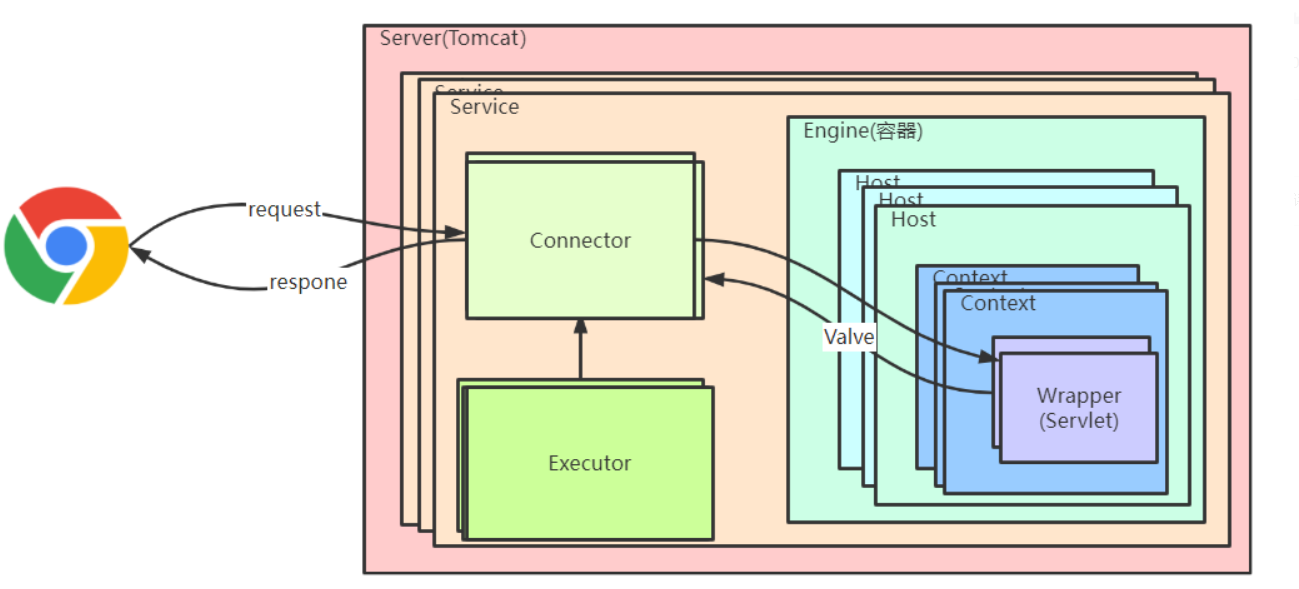 Server(Tomcat)
Service
Service
Engine(容器)
Host
Host
Host
Context
Context
request
respone
Connector
Valve
Wrapper
(Servlet)
Executor